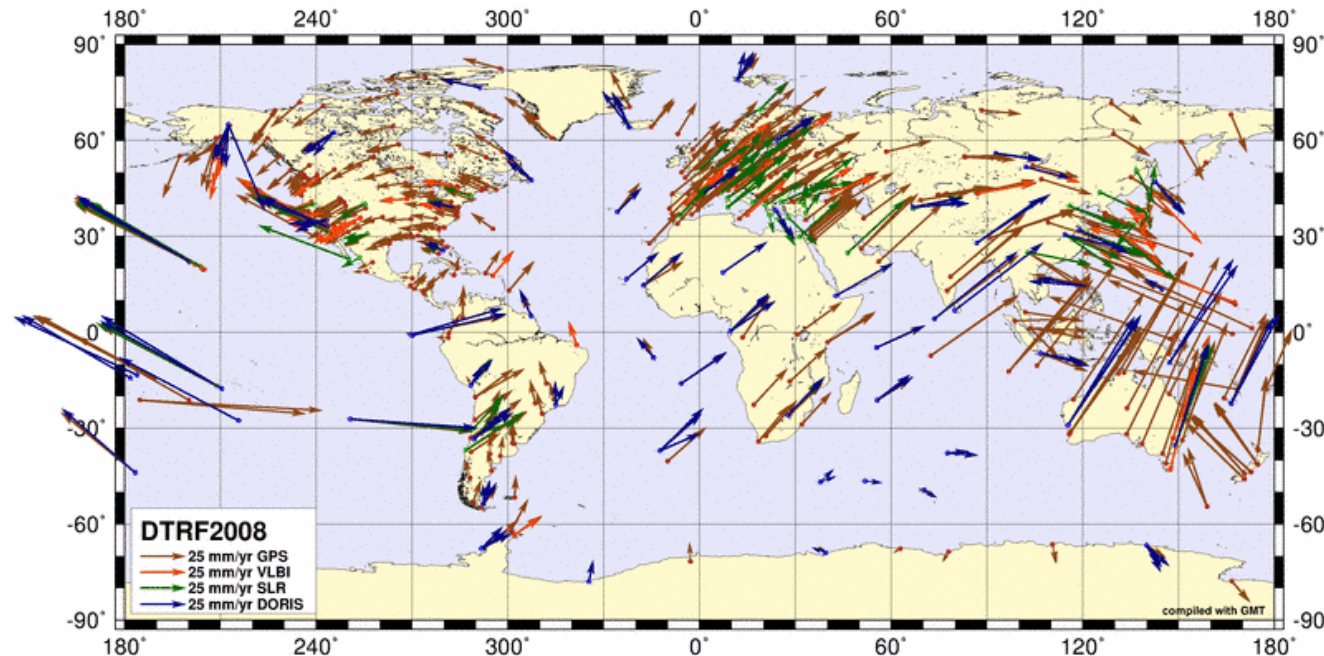 180° 240° 300° 0° 60° 120° 180°
90° 90°
60° 60°
30° 30°
0° 0°
-30° -30°
-60° -60°
-90° -90
DTRF2008
25 mm/yr GPS
25 mm/yr VLBI
25 mm/yr SLR
25 mm/yr DORIS
compiled with GMT
180° 240° 300° 0° 60° 120° 180°